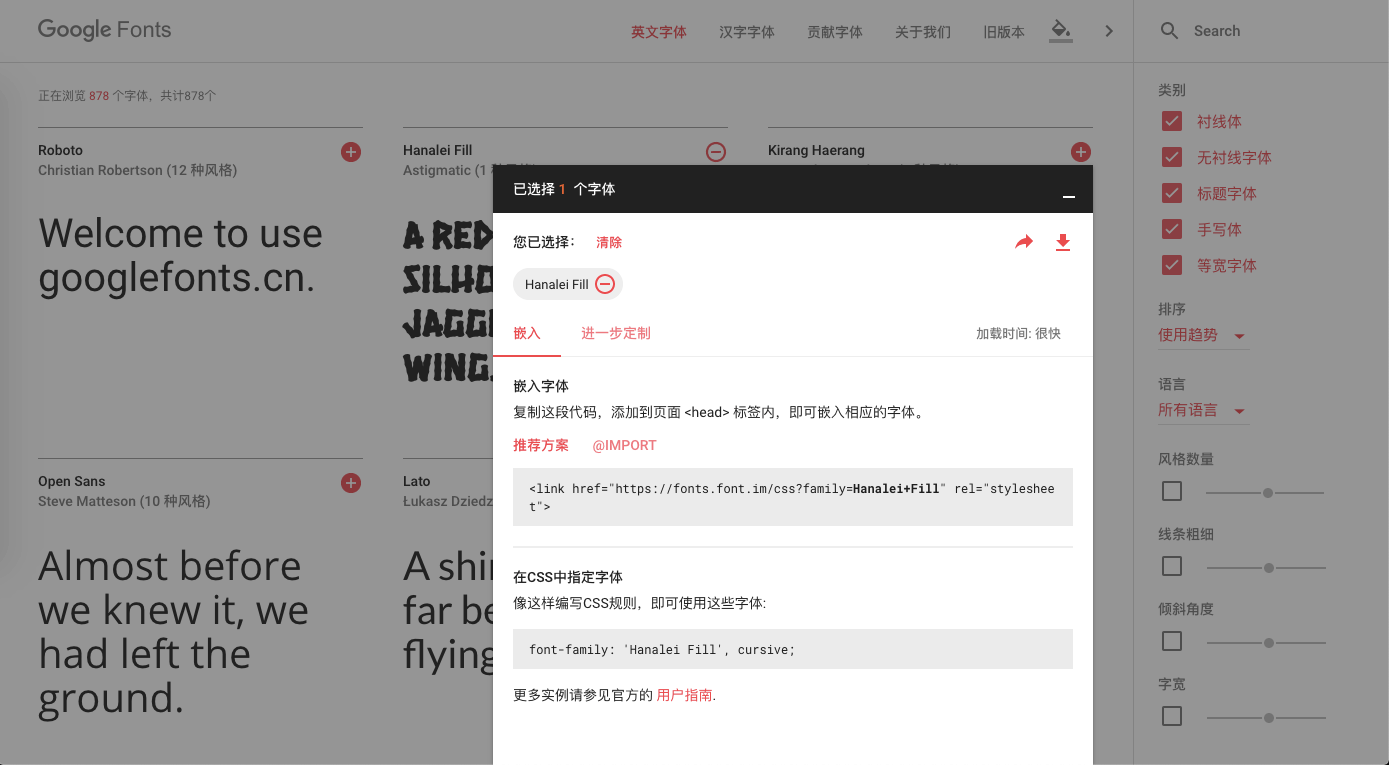 Google Fonts
英文字体
汉字字体
贡献字体
关于我们
旧版本
Search
正在浏览 878 个字体，共计878个
Roboto
Christian Robertson (12 种风格)
Welcome to use
googlefonts.cn.
Hanalei Fill
Astigmatic (1
A RED
JAGG
WING.
Kirang Haerang
Open Sans
Steve Matteson (10 种风格)
Almost before
we knew it, we
had left the
ground.
Lato
Łukasz Dziedz
A shi
far be
flying
已选择 1 个字体
您已选择： 清除
Hanalei Fill
嵌入 进一步定制 加载时间: 很快
嵌入字体
复制这段代码，添加到页面 <head> 标签内，即可嵌入相应的字体。
推荐方案 @IMPORT
<link href="https://fonts.font.im/css?family=Hanalei+Fill" rel="styleshee
t">
在CSS中指定字体
像这样编写CSS规则，即可使用这些字体:
font-family: 'Hanalei Fill', cursive;
更多实例请参见官方的 用户指南.
类别
衬线体
无衬线字体
标题字体
手写体
等宽字体
排序
使用趋势
语言
所有语言
风格数量
线条粗细
倾斜角度
字宽